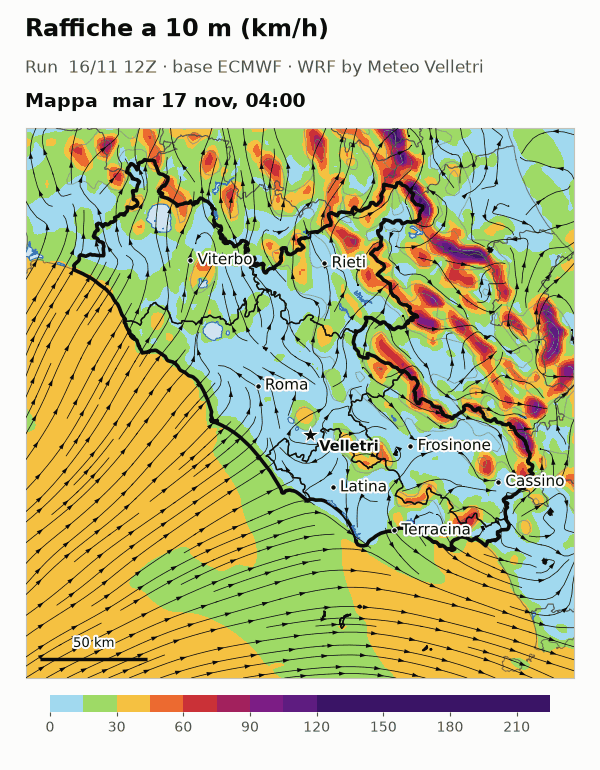 Raffiche a 10 m (km/h)
Run  16/11 12Z · base ECMWF · WRF by Meteo Velletri
Mappa  mar 17 nov, 04:00
Viterbo
Rieti
Roma
Velletri
Frosinone
Cassino
Latina
Terracina
50 km
0 30 60 90 120 150 180 210